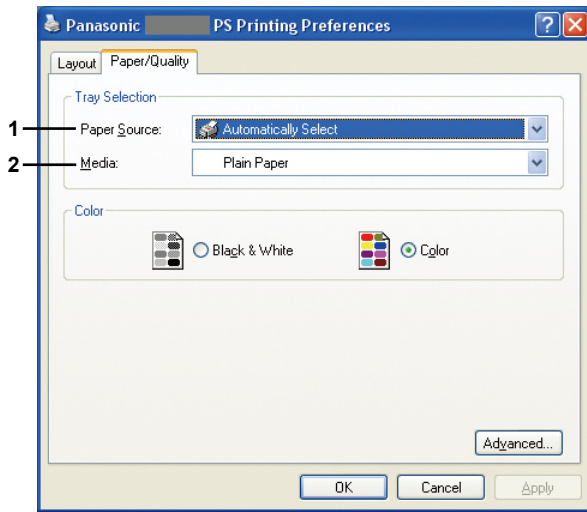 Panasonic PS Printing Preferences
Layout Paper/Quality
Tray Selection
1 Paper Source: Automatically Select
2 Media: Plain Paper
Color
Black & White Color
Advanced...
OK Cancel Apply